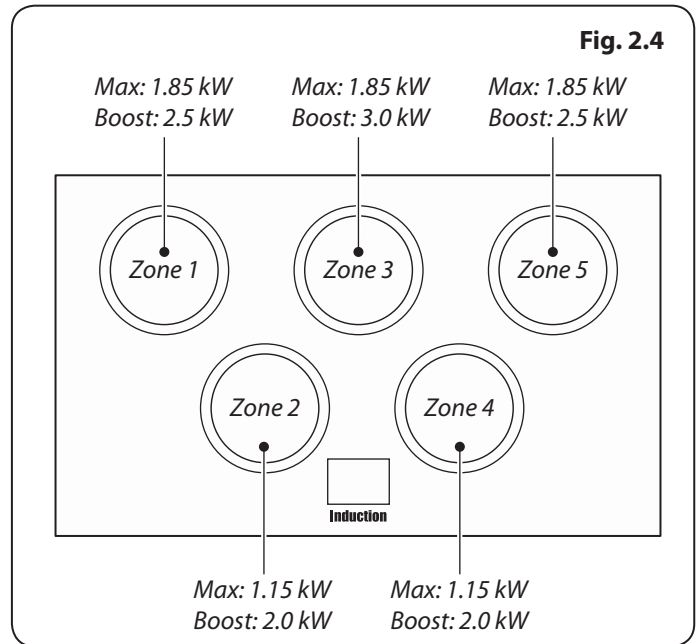 Fig. 2.4
Max: 1.85 kW
Boost: 2.5 kW
Max: 1.85 kW
Boost: 3.0 kW
Max: 1.85 kW
Boost: 2.5 kW
Zone 1
Zone 3
Zone 5
Zone 2
Zone 4
Induction
Max: 1.15 kW
Boost: 2.0 kW
Max: 1.15 kW
Boost: 2.0 kW